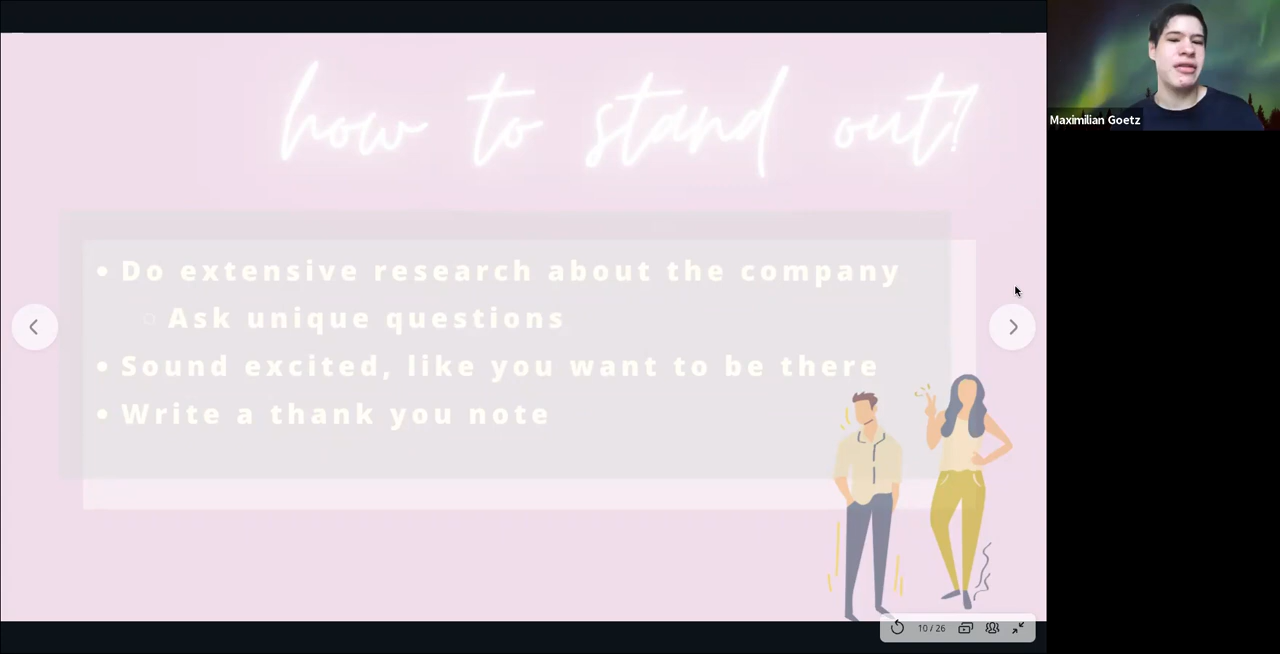 how to stand out?
Maximilian Goetz
• Do extensive research about the company
○ Ask unique questions
• Sound excited, like you want to be there
• Write a thank you note
10 / 26